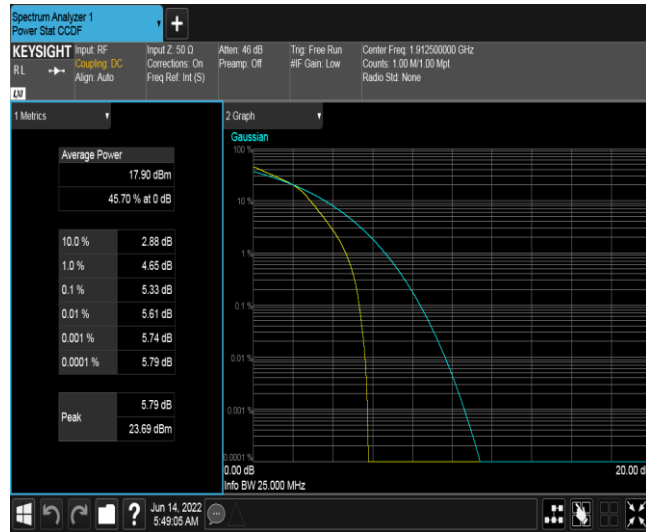 Spectrum Analyzer 1
Power Stat CCDF
+
KEYSIGHT
RL
LXI
Input: RF
Coupling: DC
Align: Auto
Input Z: 50 Ω
Corrections: On
Freq Ref: Int (S)
Atten: 46 dB
Preamp: Off
Trig: Free Run
#IF Gain: Low
Center Freq: 1.912500000 GHz
Counts: 1.00 M/1.00 Mpt
Radio Std: None
1 Metrics
Average Power
17.90 dBm
45.70 % at 0 dB
10.0 % 2.88 dB
1.0 % 4.65 dB
0.1 % 5.33 dB
0.01 % 5.61 dB
0.001 % 5.74 dB
0.0001 % 5.79 dB
Peak
5.79 dB
23.69 dBm
2 Graph
Gaussian
100 %
10 %
1 %
0.1 %
0.01 %
0.001 %
0.0001 %
0.00 dB
20.00 d
Info BW 25.000 MHz
?
Jun 14, 2022
5:49:05 AM